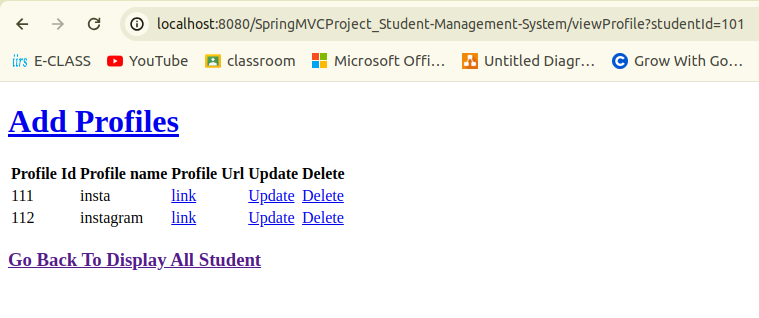 localhost:8080/SpringMVCProject_Student-Management-System/viewProfile?studentId=101
iirs E-CLASS YouTube classroom Microsoft Offi... Untitled Diagr... Grow With Go...
Add Profiles
Profile Id Profile name Profile Url Update Delete
111 insta link Update Delete
112 instagram link Update Delete
Go Back To Display All Student